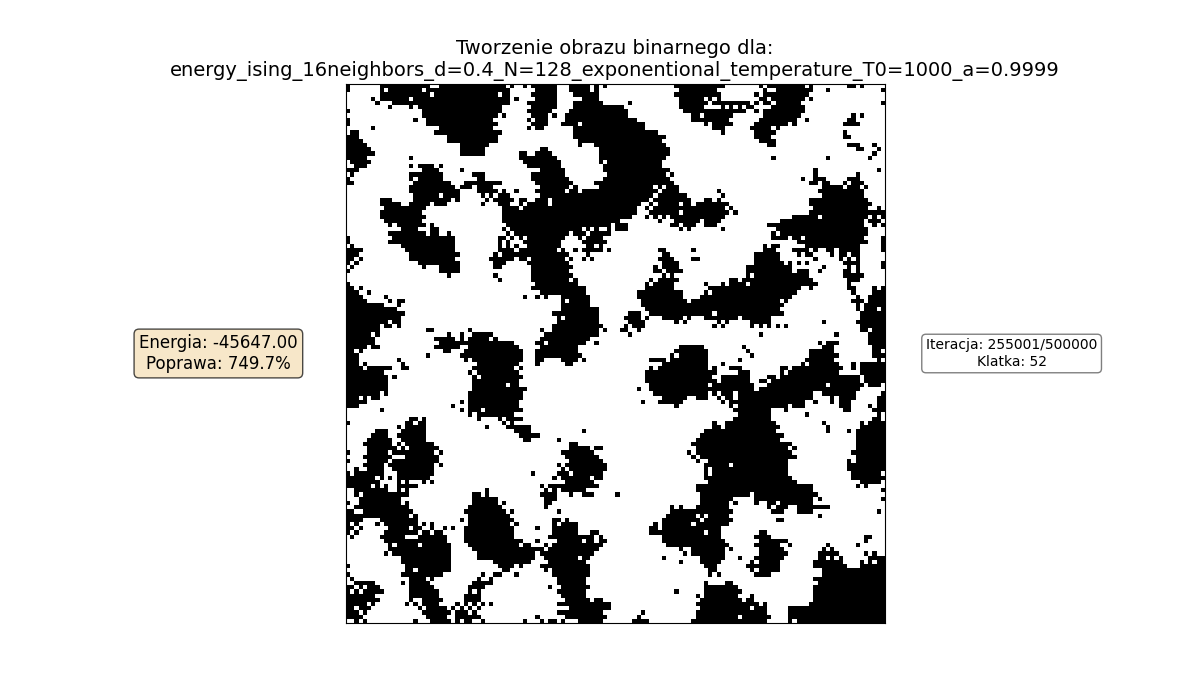 Tworzenie obrazu binarnego dla:
energy_ising_16neighbors_d=0.4_N=128_exponentional_temperature_T0=1000_a=0.9999
Energia: -45647.00
Poprawa: 749.7%
Iteracja: 255001/500000
Klatka: 52